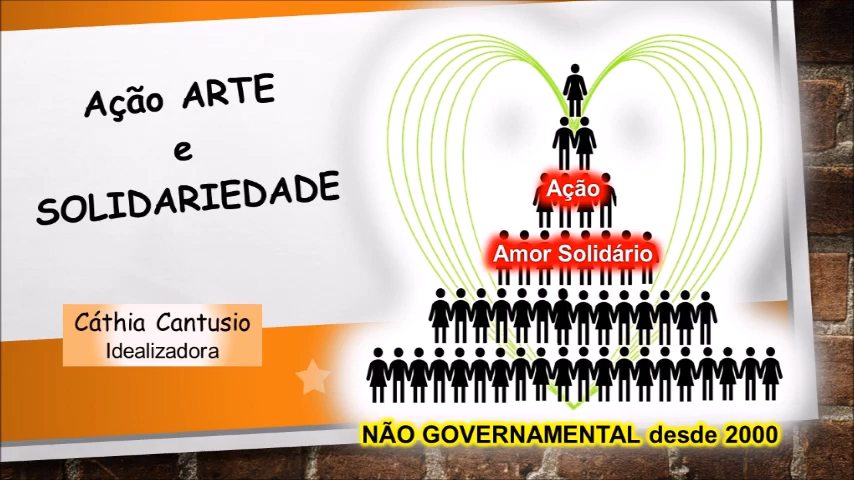 Ação ARTE
e
SOLIDARIEDADE
Cáthia Cantusio
Idealizadora
Ação
Amor Solidário
NÃO GOVERNAMENTAL desde 2000